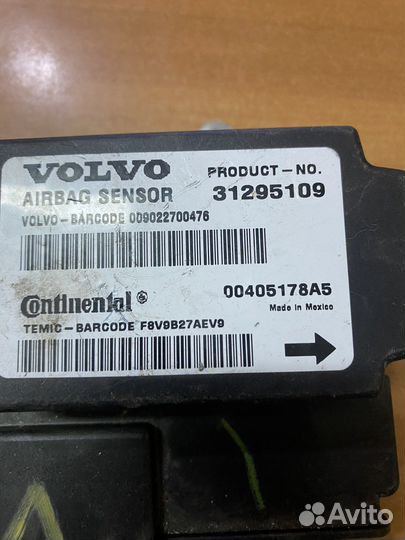 VOLVO PRODUCT-NO.
AIRBAG SENSOR 31295109
VOLVO-BARCODE 009022700476
Continental 00405178A5
Made in Mexico
TEMIC-BARCODE F8V9B27AEV9
Avito